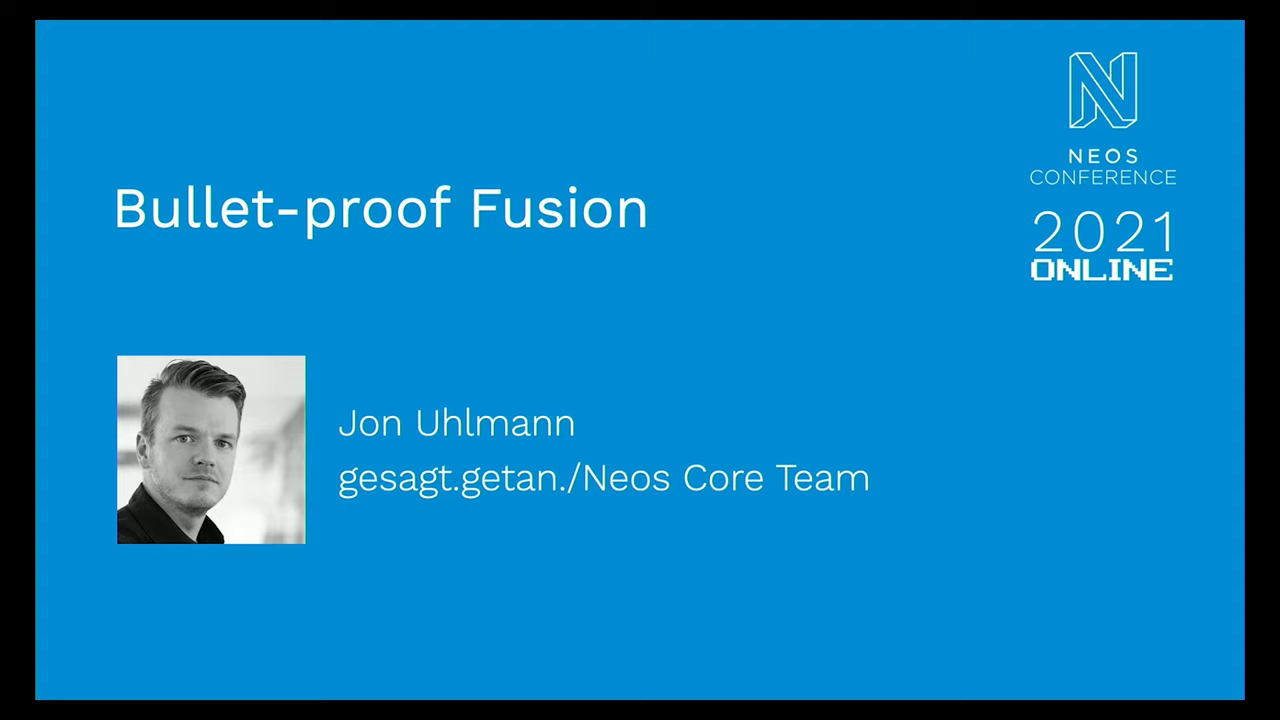 NEOS
CONFERENCE
2021
ONLINE
Bullet-proof Fusion
Jon Uhlmann
gesagt.getan./Neos Core Team